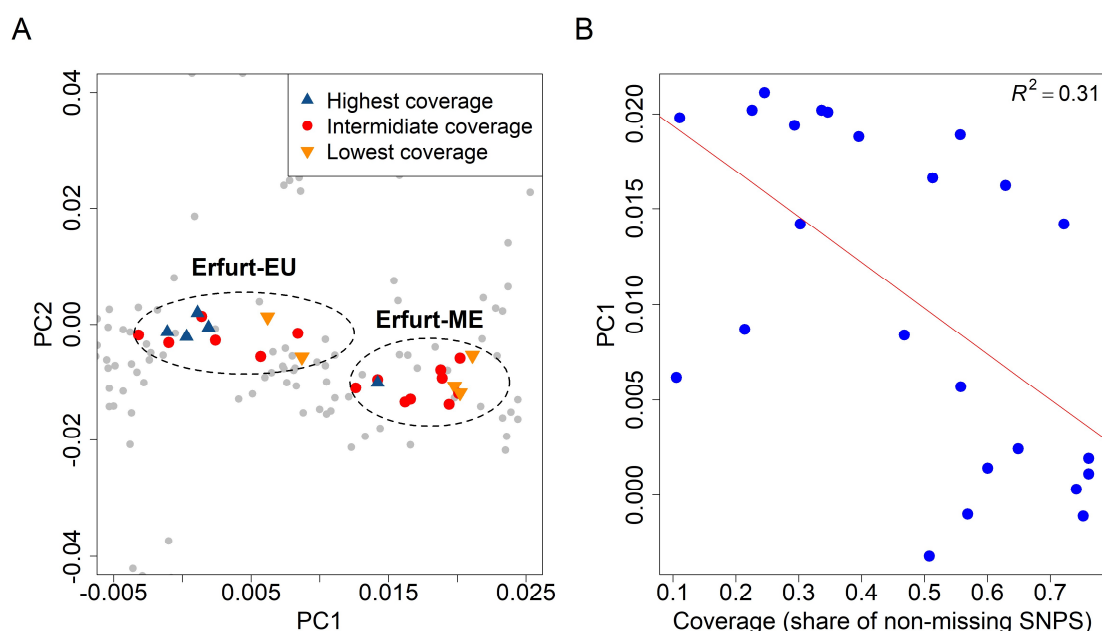 A
B
Highest coverage
Intermidiate coverage
Lowest coverage
Erfurt-EU
Erfurt-ME
PC2
0.04
0.02
0.00
-0.02
-0.04
-0.005
0.005
0.015
0.025
PC1
R² = 0.31
PC1
0.020
0.015
0.010
0.005
0.000
0.1 0.2 0.3 0.4 0.5 0.6 0.7
Coverage (share of non-missing SNPS)